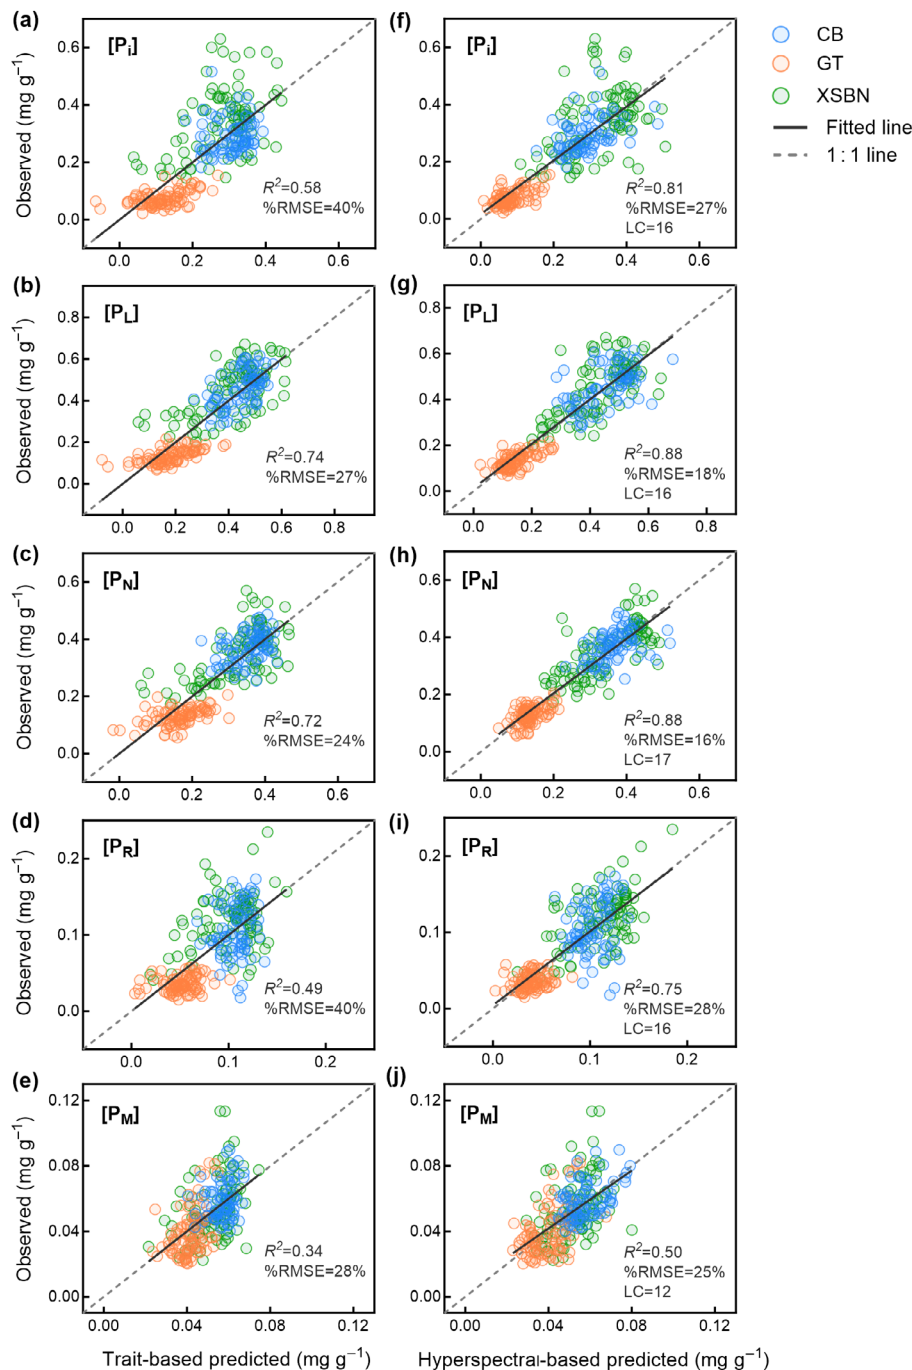 (a)
[Pi]
Observed (mg g⁻¹)
0.6
0.4
0.2
0.0
R²=0.58
%RMSE=40%
0.0 0.2 0.4 0.6
(f)
[Pi]
0.6
0.4
0.2
0.0
R²=0.81
%RMSE=27%
LC=16
0.0 0.2 0.4 0.6
CB
GT
XSBN
Fitted line
1 : 1 line
(b)
[PL]
Observed (mg g⁻¹)
0.8
0.6
0.4
0.2
0.0
R²=0.74
%RMSE=27%
0.0 0.2 0.4 0.6 0.8
(g)
[PL]
0.8
0.6
0.4
0.2
0.0
R²=0.88
%RMSE=18%
LC=16
0.0 0.2 0.4 0.6 0.8
(c)
[PN]
Observed (mg g⁻¹)
0.6
0.4
0.2
0.0
R²=0.72
%RMSE=24%
0.0 0.2 0.4 0.6
(h)
[PN]
0.6
0.4
0.2
0.0
R²=0.88
%RMSE=16%
LC=17
0.0 0.2 0.4 0.6
(d)
[PR]
Observed (mg g⁻¹)
0.2
0.1
0.0
R²=0.49
%RMSE=40%
0.0 0.1 0.2
(i)
[PR]
0.2
0.1
0.0
R²=0.75
%RMSE=28%
LC=16
0.0 0.1 0.2
(e)
[PM]
Observed (mg g⁻¹)
0.12
0.08
0.04
0.00
R²=0.34
%RMSE=28%
0.00 0.04 0.08 0.12
Trait-based predicted (mg g⁻¹)
(j)
[PM]
0.12
0.08
0.04
0.00
R²=0.50
%RMSE=25%
LC=12
0.00 0.04 0.08 0.12
Hyperspectral-based predicted (mg g⁻¹)